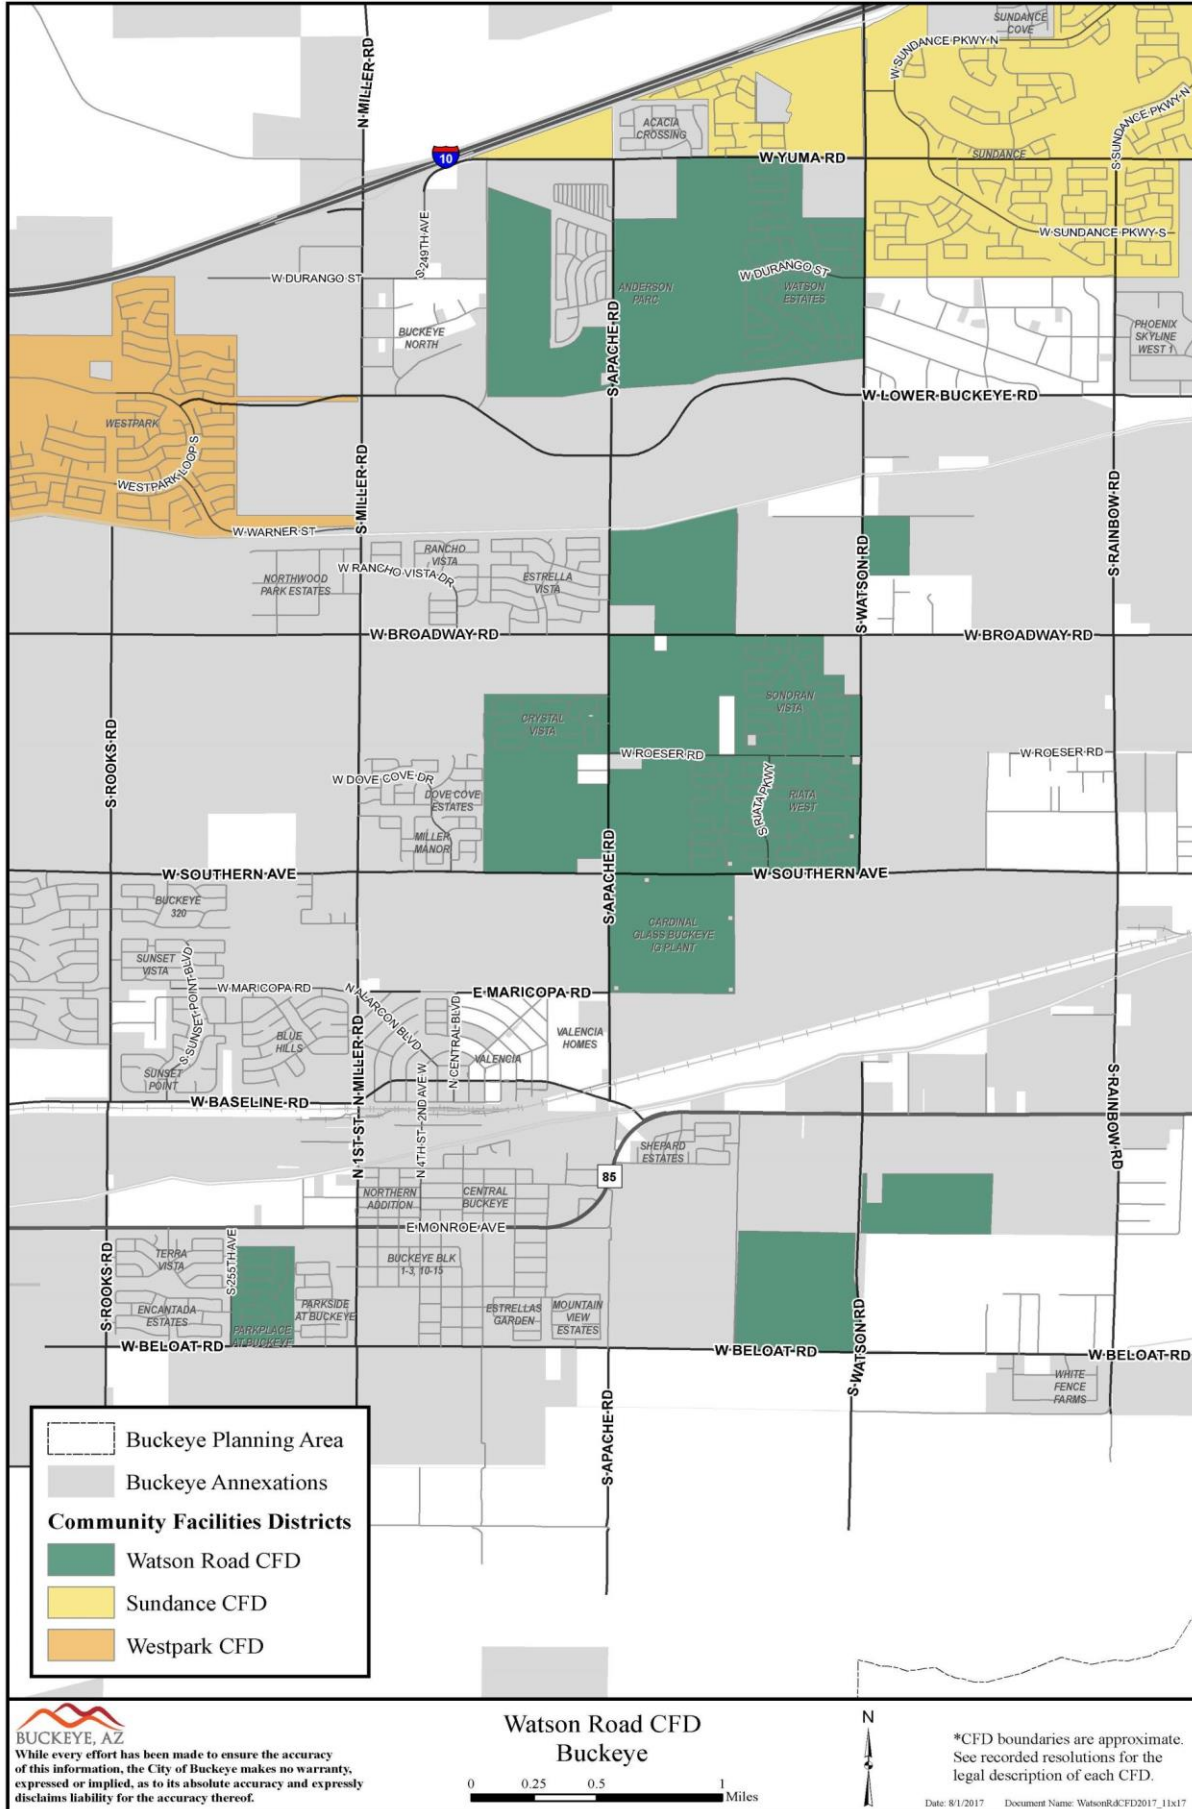 SUNDANCE
COVE
W SUNDANCE PKWY N
N MILLER RD
S SUNDANCE PKWY N
ACACIA
CROSSING
10
W YUMA RD
SUNDANCE
S 249TH AVE
W SUNDANCE PKWY S
W DURANGO ST
W DURANGO ST
ANDERSON
PARC
WATSON
ESTATES
S APACHE RD
BUCKEYE
NORTH
PHOENIX
SKYLINE
WEST 1
W LOWER BUCKEYE RD
WESTPARK
WESTPARK LOOP S
S MILLER RD
W WARNER ST
S RAINBOW RD
S WATSON RD
RANCHO
VISTA
W RANCHO VISTA DR
NORTHWOOD
PARK ESTATES
ESTRELLA
VISTA
W BROADWAY RD
W BROADWAY RD
S ROOKS RD
CRYSTAL
VISTA
SONORAN
VISTA
W ROESER RD
W ROESER RD
W DOVE COVE DR
DOVE COVE
ESTATES
S RIATA PKWY
RIATA
WEST
MILLER
MANOR
S APACHE RD
W SOUTHERN AVE
W SOUTHERN AVE
BUCKEYE
320
CARDINAL
GLASS BUCKEYE
IG PLANT
SUNSET
VISTA
S SUNSET POINT BLVD
W MARICOPA RD
N ALARCON BLVD
E MARICOPA RD
N CENTRAL BLVD
BLUE
HILLS
VALENCIA
HOMES
VALENCIA
SUNSET
POINT
N MILLER RD
S RAINBOW RD
W BASELINE RD
N 1ST ST
N 4TH ST
2ND AVE W
SHEPARD
ESTATES
85
NORTHERN
ADDITION
CENTRAL
BUCKEYE
E MONROE AVE
S ROOKS RD
TERRA
VISTA
S 255TH AVE
BUCKEYE BLK
1-3, 10-15
ENCANTADA
ESTATES
PARKPLACE
AT BUCKEYE
PARKSIDE
AT BUCKEYE
ESTRELLAS
GARDEN
MOUNTAIN
VIEW
ESTATES
S WATSON RD
W BELOAT RD
W BELOAT RD
W BELOAT RD
WHITE
FENCE
FARMS
S APACHE RD
Buckeye Planning Area
Buckeye Annexations
Community Facilities Districts
Watson Road CFD
Sundance CFD
Westpark CFD
BUCKEYE, AZ
While every effort has been made to ensure the accuracy
of this information, the City of Buckeye makes no warranty,
expressed or implied, as to its absolute accuracy and expressly
disclaims liability for the accuracy thereof.
Watson Road CFD
Buckeye
0 0.25 0.5 1
Miles
N
*CFD boundaries are approximate.
See recorded resolutions for the
legal description of each CFD.
Date: 8/1/2017 Document Name: WatsonRdCFD2017_11x17